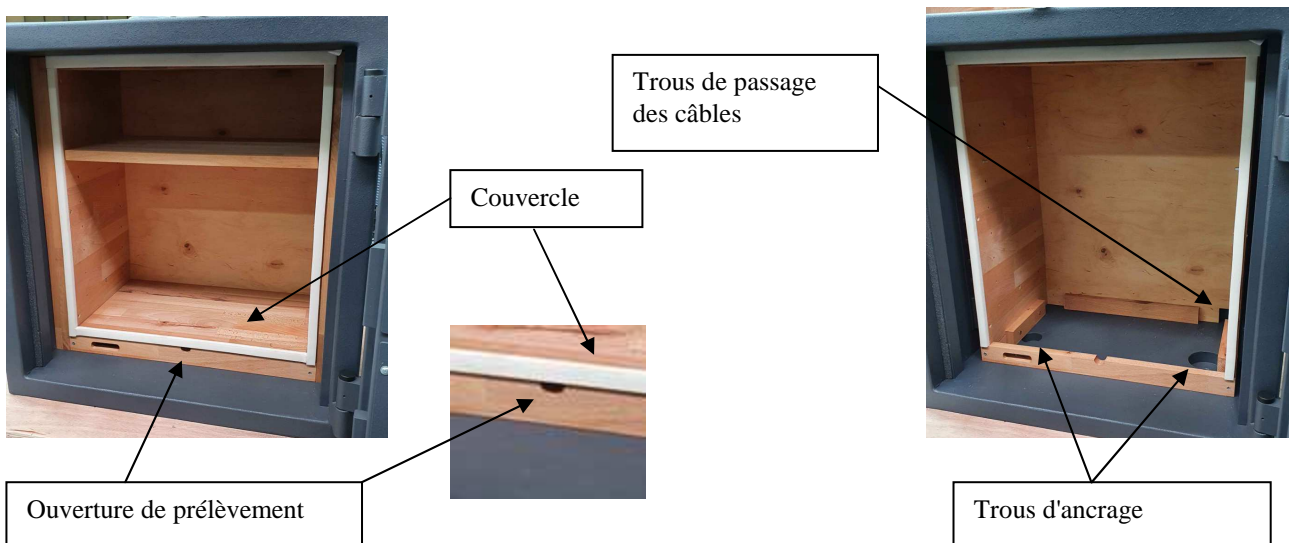 Trous de passage
des câbles
Couvercle
Ouverture de prélèvement
Trous d'ancrage